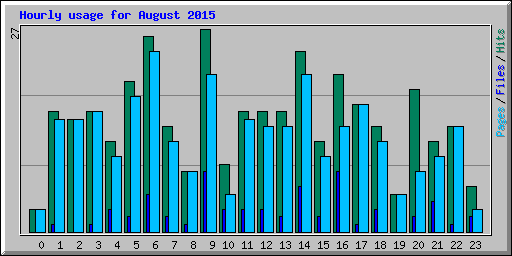 Hourly usage for August 2015
27
Pages / Files / Hits
0 1 2 3 4 5 6 7 8 9 10 11 12 13 14 15 16 17 18 19 20 21 22 23